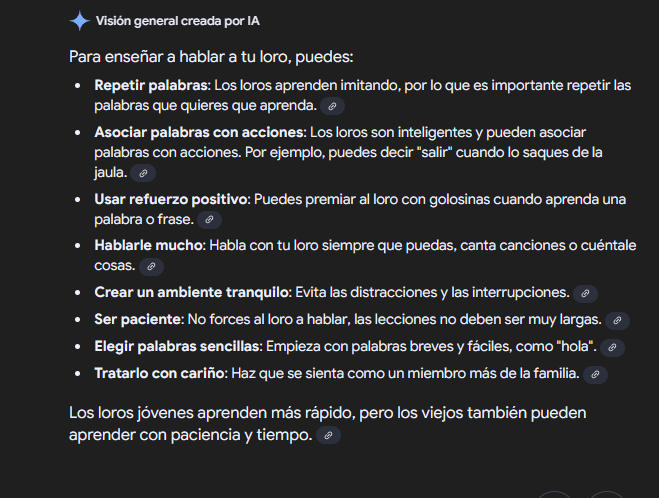 Visión general creada por IA
Para enseñar a hablar a tu loro, puedes:
• Repetir palabras: Los loros aprenden imitando, por lo que es importante repetir las
palabras que quieres que aprenda.
• Asociar palabras con acciones: Los loros son inteligentes y pueden asociar
palabras con acciones. Por ejemplo, puedes decir "salir" cuando lo saques de la
jaula.
• Usar refuerzo positivo: Puedes premiar al loro con golosinas cuando aprenda una
palabra o frase.
• Hablarle mucho: Habla con tu loro siempre que puedas, canta canciones o cuéntale
cosas.
• Crear un ambiente tranquilo: Evita las distracciones y las interrupciones.
• Ser paciente: No forces al loro a hablar, las lecciones no deben ser muy largas.
• Elegir palabras sencillas: Empieza con palabras breves y fáciles, como "hola".
• Tratarlo con cariño: Haz que se sienta como un miembro más de la familia.
Los loros jóvenes aprenden más rápido, pero los viejos también pueden
aprender con paciencia y tiempo.